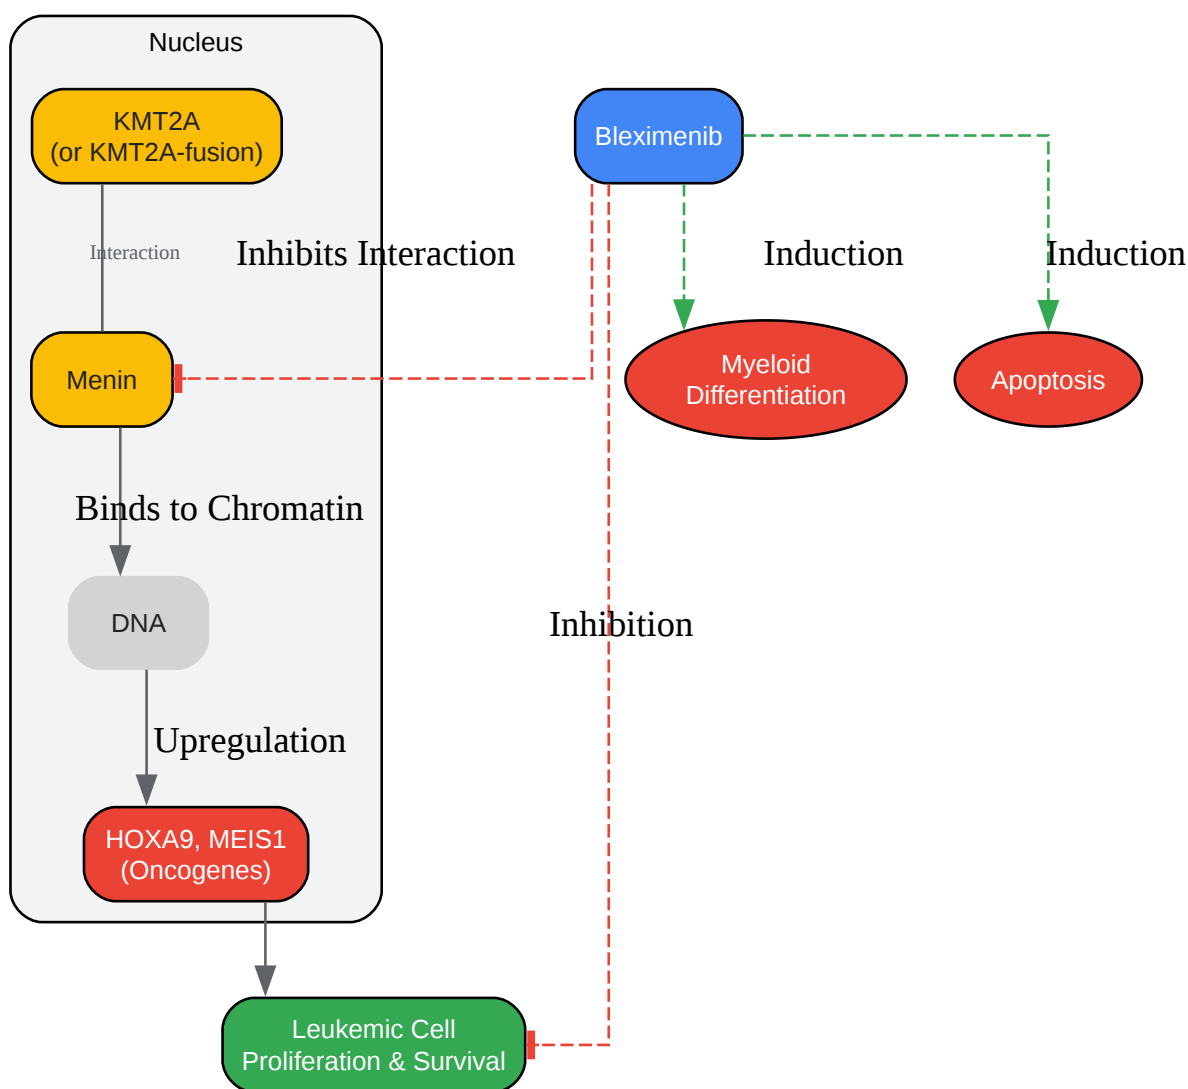 Nucleus
KMT2A
(or KMT2A-fusion)
Bleximenib
Interaction
Inhibits Interaction
Induction
Induction
Menin
Myeloid
Differentiation
Apoptosis
Binds to Chromatin
DNA
Inhibition
Upregulation
HOXA9, MEIS1
(Oncogenes)
Leukemic Cell
Proliferation & Survival